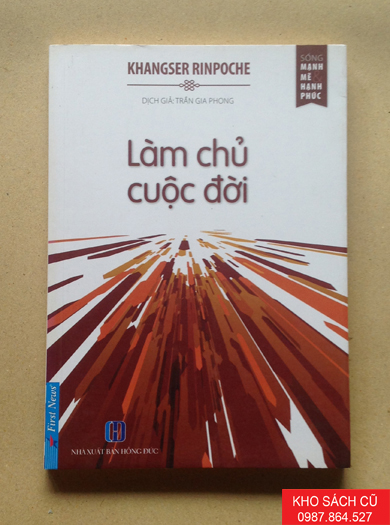 KHANGSER RINPOCHE
DỊCH GIẢ: TRẦN GIA PHONG
SỐNG
MẠNH
MẼ
HẠNH
PHÚC
Làm chủ
cuộc đời
First News
NHÀ XUẤT BẢN HỒNG ĐỨC
KHO SÁCH CŨ
0987.864.527